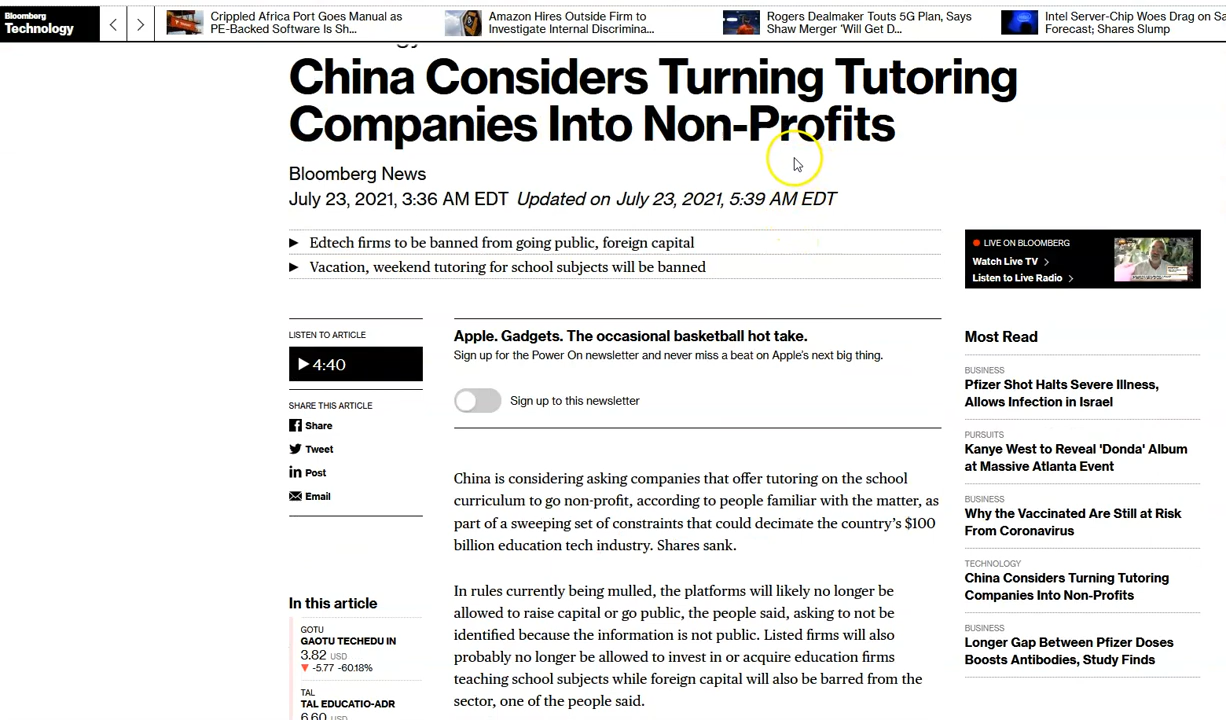 Bloomberg
Technology
Crippled Africa Port Goes Manual as
PE-Backed Software Is Sh...
Amazon Hires Outside Firm to
Investigate Internal Discrimina...
Rogers Dealmaker Touts 5G Plan, Says
Shaw Merger 'Will Get D...
Intel Server-Chip Woes Drag on Sa
Forecast; Shares Slump
China Considers Turning Tutoring
Companies Into Non-Profits
Bloomberg News
July 23, 2021, 3:36 AM EDT Updated on July 23, 2021, 5:39 AM EDT
Edtech firms to be banned from going public, foreign capital
Vacation, weekend tutoring for school subjects will be banned
LISTEN TO ARTICLE
4:40
SHARE THIS ARTICLE
Share
Tweet
Post
Email
In this article
GOTU
GAOTU TECHEDU IN
3.82 USD
▼ -5.77 -60.18%
TAL
TAL EDUCATIO-ADR
6.60 USD
Apple. Gadgets. The occasional basketball hot take.
Sign up for the Power On newsletter and never miss a beat on Apple's next big thing.
Sign up to this newsletter
China is considering asking companies that offer tutoring on the school
curriculum to go non-profit, according to people familiar with the matter, as
part of a sweeping set of constraints that could decimate the country's $100
billion education tech industry. Shares sank.
In rules currently being mulled, the platforms will likely no longer be
allowed to raise capital or go public, the people said, asking to not be
identified because the information is not public. Listed firms will also
probably no longer be allowed to invest in or acquire education firms
teaching school subjects while foreign capital will also be barred from the
sector, one of the people said.
LIVE ON BLOOMBERG
Watch Live TV >
Listen to Live Radio >
Most Read
BUSINESS
Pfizer Shot Halts Severe Illness,
Allows Infection in Israel
PURSUITS
Kanye West to Reveal 'Donda' Album
at Massive Atlanta Event
BUSINESS
Why the Vaccinated Are Still at Risk
From Coronavirus
TECHNOLOGY
China Considers Turning Tutoring
Companies Into Non-Profits
BUSINESS
Longer Gap Between Pfizer Doses
Boosts Antibodies, Study Finds